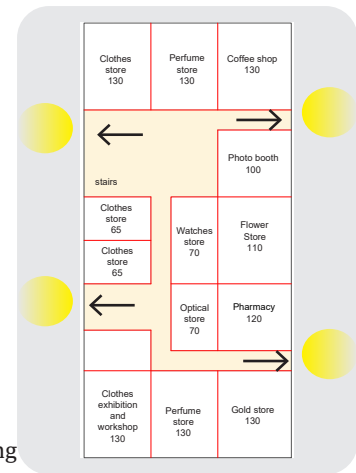 Clothes
store
130
Perfume
store
130
Coffee shop
130
Photo booth
100
stairs
Clothes
store
65
Clothes
store
65
Watches
store
70
Flower
Store
110
Optical
store
70
Pharmacy
120
Clothes
exhibition
and
workshop
130
Perfume
store
130
Gold store
130
ng